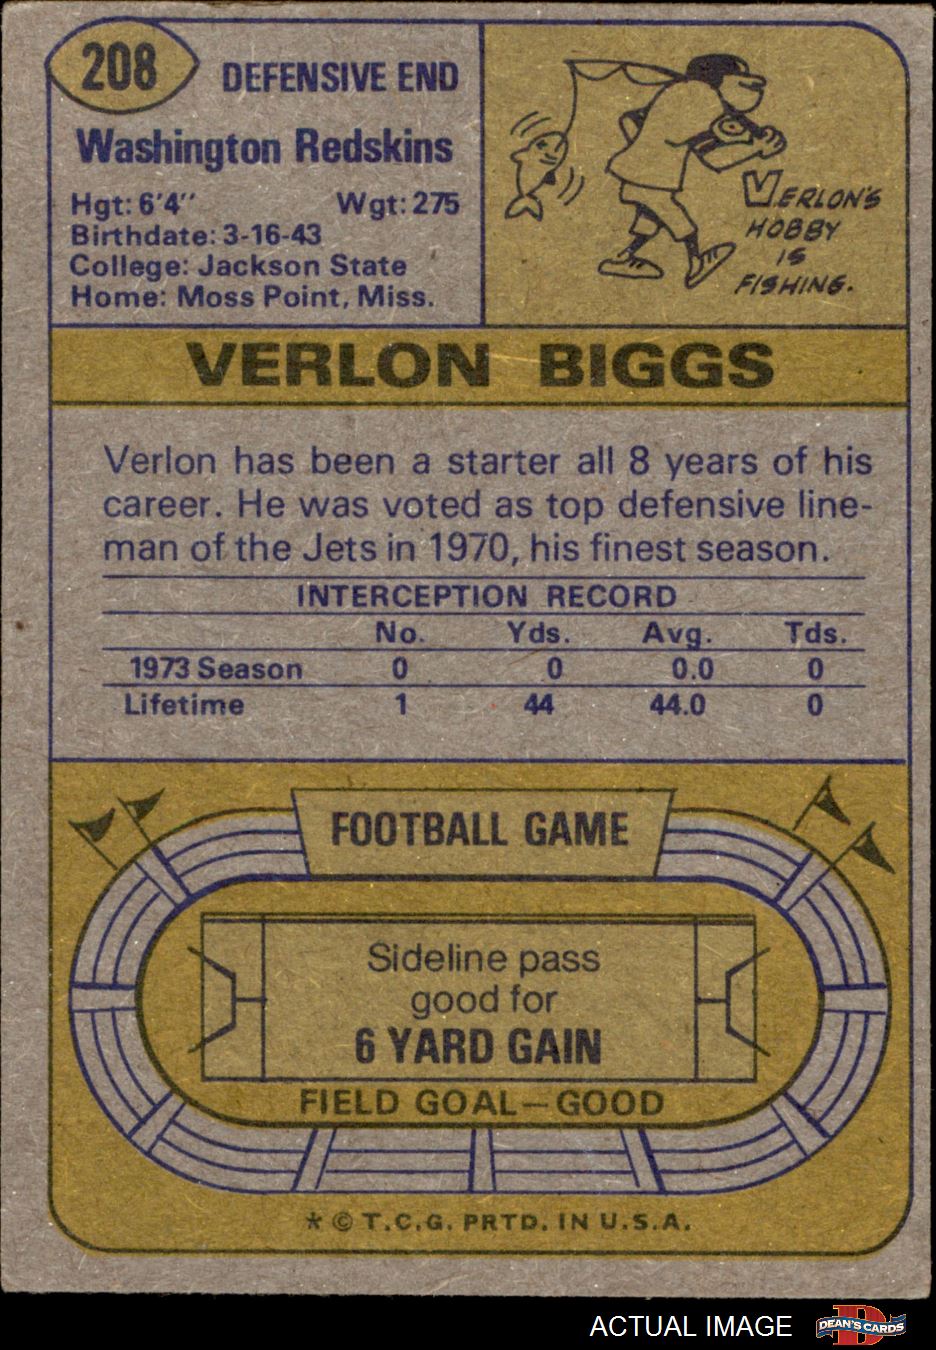 208
DEFENSIVE END
Washington Redskins
Hgt: 6'4" Wgt: 275
Birthdate: 3-16-43
College: Jackson State
Home: Moss Point, Miss.
VERLON'S
HOBBY
IS
FISHING.
VERLON BIGGS
Verlon has been a starter all 8 years of his
career. He was voted as top defensive line-
man of the Jets in 1970, his finest season.
INTERCEPTION RECORD
No. Yds. Avg. Tds.
1973 Season 0 0 0.0 0
Lifetime 1 44 44.0 0
FOOTBALL GAME
Sideline pass
good for
6 YARD GAIN
FIELD GOAL—GOOD
* © T.C.G. PRTD. IN U.S.A.
ACTUAL IMAGE
D
DEAN'S CARDS